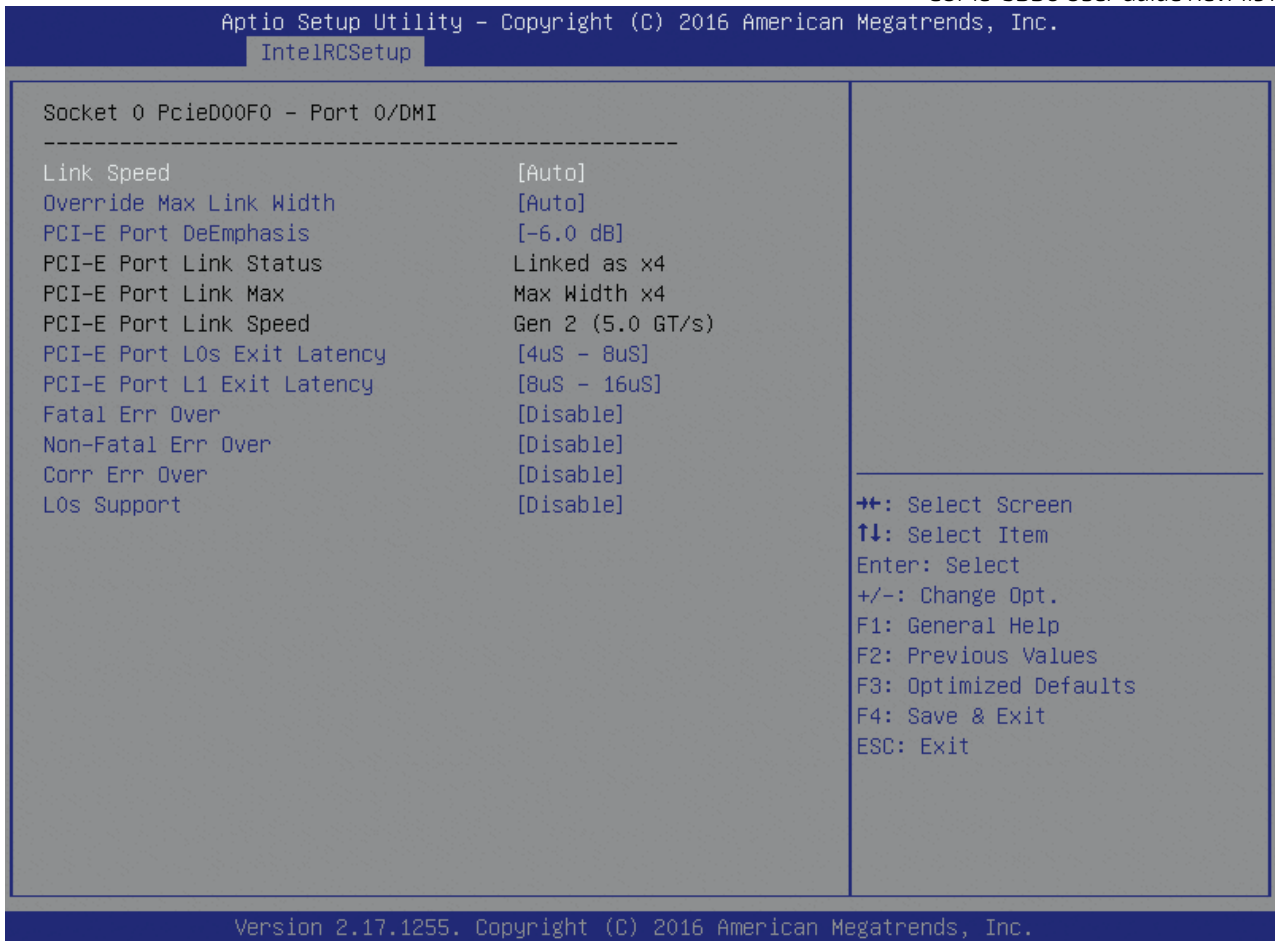 Aptio Setup Utility – Copyright (C) 2016 American Megatrends, Inc.
IntelRCSetup
Socket 0 PcieD00F0 – Port 0/DMI
--------------------------------------------------
Link Speed [Auto]
Override Max Link Width [Auto]
PCI-E Port DeEmphasis [-6.0 dB]
PCI-E Port Link Status Linked as x4
PCI-E Port Link Max Max Width x4
PCI-E Port Link Speed Gen 2 (5.0 GT/s)
PCI-E Port L0s Exit Latency [4uS - 8uS]
PCI-E Port L1 Exit Latency [8uS - 16uS]
Fatal Err Over [Disable]
Non-Fatal Err Over [Disable]
Corr Err Over [Disable]
L0s Support [Disable]
→←: Select Screen
↑↓: Select Item
Enter: Select
+/-: Change Opt.
F1: General Help
F2: Previous Values
F3: Optimized Defaults
F4: Save & Exit
ESC: Exit
Version 2.17.1255. Copyright (C) 2016 American Megatrends, Inc.